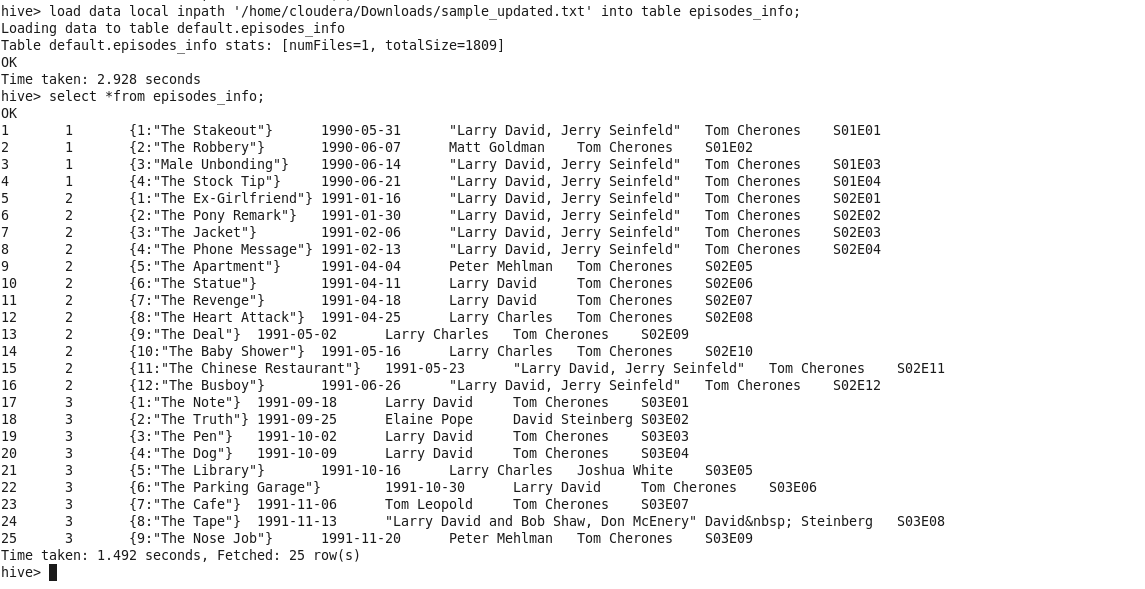 hive> load data local inpath '/home/cloudera/Downloads/sample_updated.txt' into table episodes_info;
Loading data to table default.episodes_info
Table default.episodes_info stats: [numFiles=1, totalSize=1809]
OK
Time taken: 2.928 seconds
hive> select *from episodes_info;
OK
1	1	{1:"The Stakeout"}	1990-05-31	"Larry David, Jerry Seinfeld"	Tom Cherones	S01E01
2	1	{2:"The Robbery"}	1990-06-07	Matt Goldman	Tom Cherones	S01E02
3	1	{3:"Male Unbonding"}	1990-06-14	"Larry David, Jerry Seinfeld"	Tom Cherones	S01E03
4	1	{4:"The Stock Tip"}	1990-06-21	"Larry David, Jerry Seinfeld"	Tom Cherones	S01E04
5	2	{1:"The Ex-Girlfriend"}	1991-01-16	"Larry David, Jerry Seinfeld"	Tom Cherones	S02E01
6	2	{2:"The Pony Remark"}	1991-01-30	"Larry David, Jerry Seinfeld"	Tom Cherones	S02E02
7	2	{3:"The Jacket"}	1991-02-06	"Larry David, Jerry Seinfeld"	Tom Cherones	S02E03
8	2	{4:"The Phone Message"}	1991-02-13	"Larry David, Jerry Seinfeld"	Tom Cherones	S02E04
9	2	{5:"The Apartment"}	1991-04-04	Peter Mehlman	Tom Cherones	S02E05
10	2	{6:"The Statue"}	1991-04-11	Larry David	Tom Cherones	S02E06
11	2	{7:"The Revenge"}	1991-04-18	Larry David	Tom Cherones	S02E07
12	2	{8:"The Heart Attack"}	1991-04-25	Larry Charles	Tom Cherones	S02E08
13	2	{9:"The Deal"}	1991-05-02	Larry Charles	Tom Cherones	S02E09
14	2	{10:"The Baby Shower"}	1991-05-16	Larry Charles	Tom Cherones	S02E10
15	2	{11:"The Chinese Restaurant"}	1991-05-23	"Larry David, Jerry Seinfeld"	Tom Cherones	S02E11
16	2	{12:"The Busboy"}	1991-06-26	"Larry David, Jerry Seinfeld"	Tom Cherones	S02E12
17	3	{1:"The Note"}	1991-09-18	Larry David	Tom Cherones	S03E01
18	3	{2:"The Truth"}	1991-09-25	Elaine Pope	David Steinberg	S03E02
19	3	{3:"The Pen"}	1991-10-02	Larry David	Tom Cherones	S03E03
20	3	{4:"The Dog"}	1991-10-09	Larry David	Tom Cherones	S03E04
21	3	{5:"The Library"}	1991-10-16	Larry Charles	Joshua White	S03E05
22	3	{6:"The Parking Garage"}	1991-10-30	Larry David	Tom Cherones	S03E06
23	3	{7:"The Cafe"}	1991-11-06	Tom Leopold	Tom Cherones	S03E07
24	3	{8:"The Tape"}	1991-11-13	"Larry David and Bob Shaw, Don McEnery"	David&nbsp; Steinberg	S03E08
25	3	{9:"The Nose Job"}	1991-11-20	Peter Mehlman	Tom Cherones	S03E09
Time taken: 1.492 seconds, Fetched: 25 row(s)
hive>